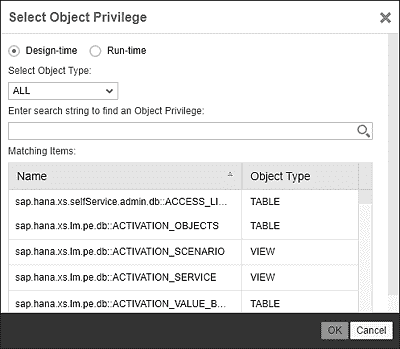 Select Object Privilege
Design-time Run-time
Select Object Type:
ALL
Enter search string to find an Object Privilege:
Matching Items:
Name Object Type
sap.hana.xs.selfService.admin.db::ACCESS_LI... TABLE
sap.hana.xs.lm.pe.db::ACTIVATION_OBJECTS TABLE
sap.hana.xs.lm.pe.db::ACTIVATION_SCENARIO VIEW
sap.hana.xs.lm.pe.db::ACTIVATION_SERVICE VIEW
sap.hana.xs.lm.pe.db::ACTIVATION_VALUE_B... TABLE
OK Cancel